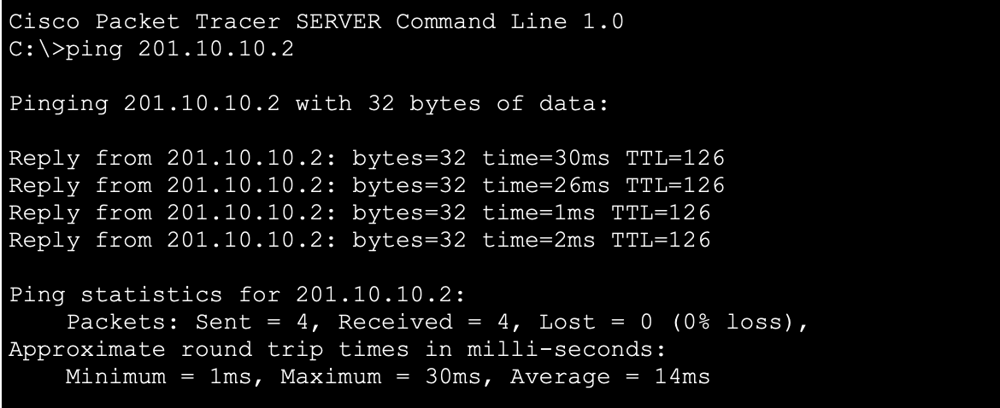 Cisco Packet Tracer SERVER Command Line 1.0
C:\>ping 201.10.10.2
Pinging 201.10.10.2 with 32 bytes of data:
Reply from 201.10.10.2: bytes=32 time=30ms TTL=126
Reply from 201.10.10.2: bytes=32 time=26ms TTL=126
Reply from 201.10.10.2: bytes=32 time=1ms TTL=126
Reply from 201.10.10.2: bytes=32 time=2ms TTL=126
Ping statistics for 201.10.10.2:
Packets: Sent = 4, Received = 4, Lost = 0 (0% loss),
Approximate round trip times in milli-seconds:
Minimum = 1ms, Maximum = 30ms, Average = 14ms